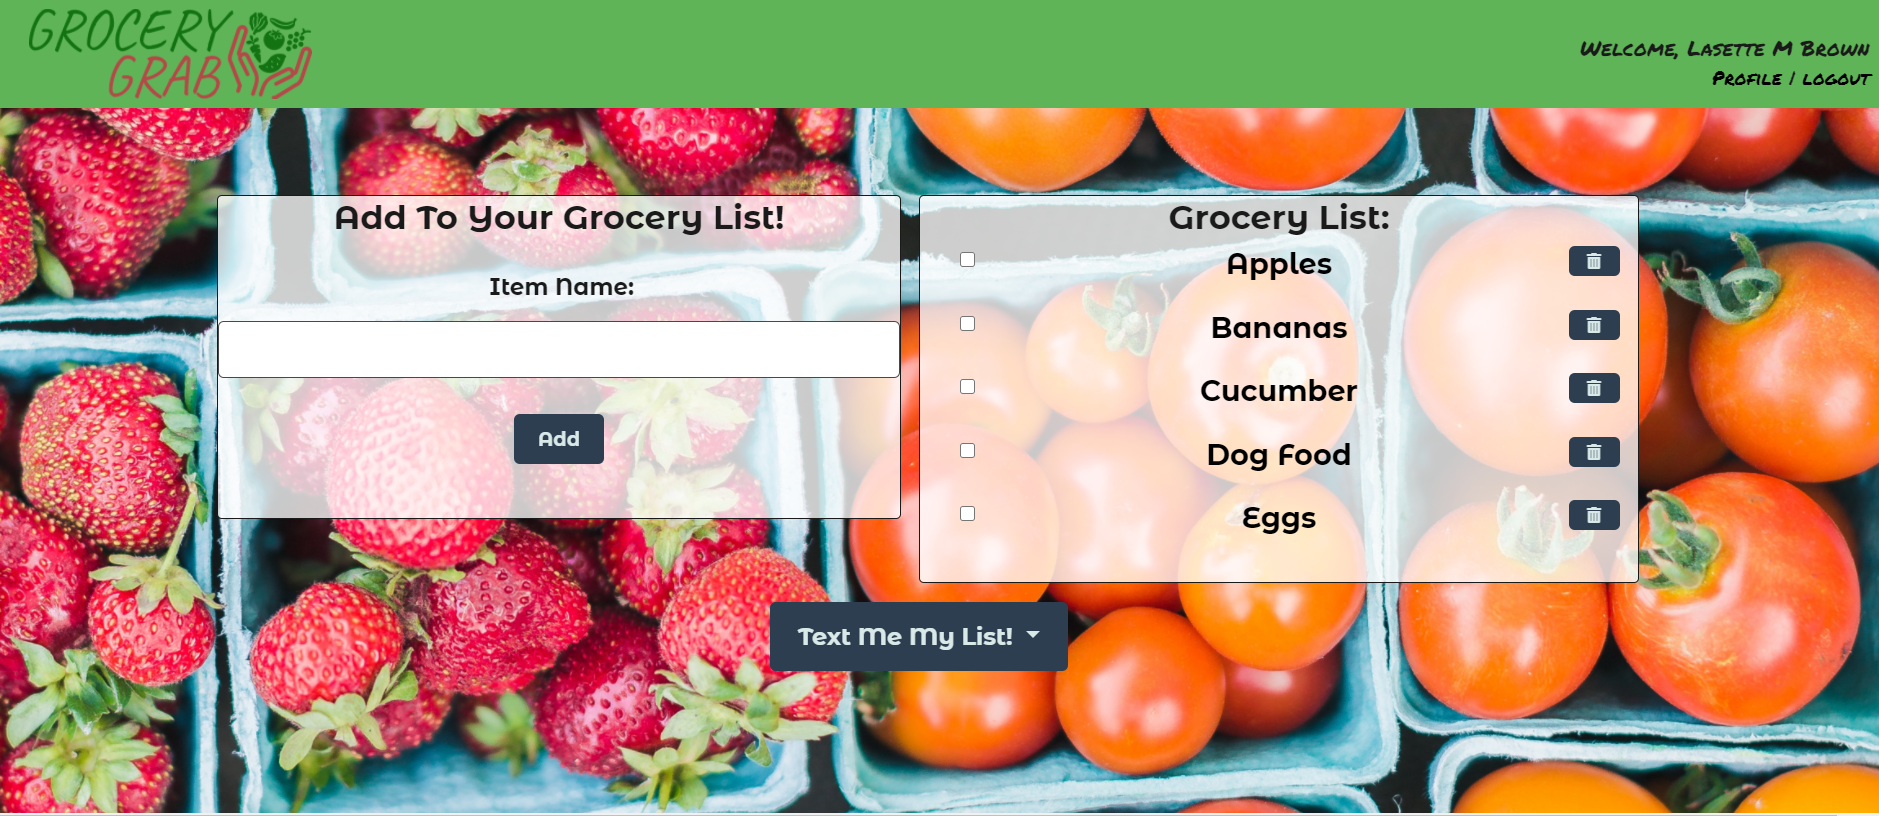 GROCERY
GRAB
Welcome, Lasette M Brown
Profile | logout
Add To Your Grocery List!
Item Name:
Add
Grocery List:
Apples
Bananas
Cucumber
Dog Food
Eggs
Text Me My List!